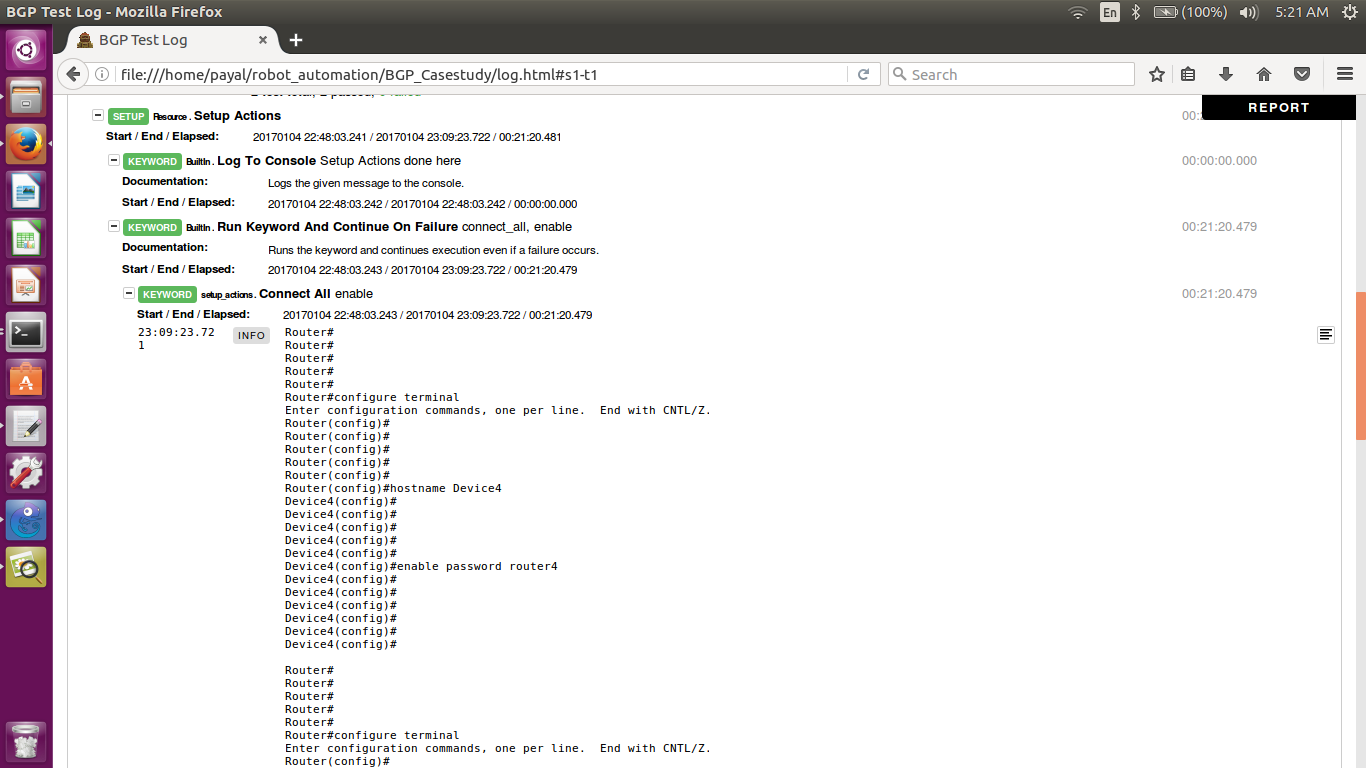 BGP Test Log - Mozilla Firefox
En
(100%)
5:21 AM
BGP Test Log
file:///home/payal/robot_automation/BGP_Casestudy/log.html#s1-t1
Search
REPORT
SETUP Resource . Setup Actions 00:
Start / End / Elapsed: 20170104 22:48:03.241 / 20170104 23:09:23.722 / 00:21:20.481
KEYWORD BuiltIn . Log To Console Setup Actions done here 00:00:00.000
Documentation: Logs the given message to the console.
Start / End / Elapsed: 20170104 22:48:03.242 / 20170104 22:48:03.242 / 00:00:00.000
KEYWORD BuiltIn . Run Keyword And Continue On Failure connect_all, enable 00:21:20.479
Documentation: Runs the keyword and continues execution even if a failure occurs.
Start / End / Elapsed: 20170104 22:48:03.243 / 20170104 23:09:23.722 / 00:21:20.479
KEYWORD setup_actions . Connect All enable 00:21:20.479
Start / End / Elapsed: 20170104 22:48:03.243 / 20170104 23:09:23.722 / 00:21:20.479
23:09:23.72
1
INFO
Router#
Router#
Router#
Router#
Router#
Router#configure terminal
Enter configuration commands, one per line.  End with CNTL/Z.
Router(config)#
Router(config)#
Router(config)#
Router(config)#
Router(config)#
Router(config)#hostname Device4
Device4(config)#
Device4(config)#
Device4(config)#
Device4(config)#
Device4(config)#
Device4(config)#enable password router4
Device4(config)#
Device4(config)#
Device4(config)#
Device4(config)#
Device4(config)#
Device4(config)#
Router#
Router#
Router#
Router#
Router#
Router#configure terminal
Enter configuration commands, one per line.  End with CNTL/Z.
Router(config)#